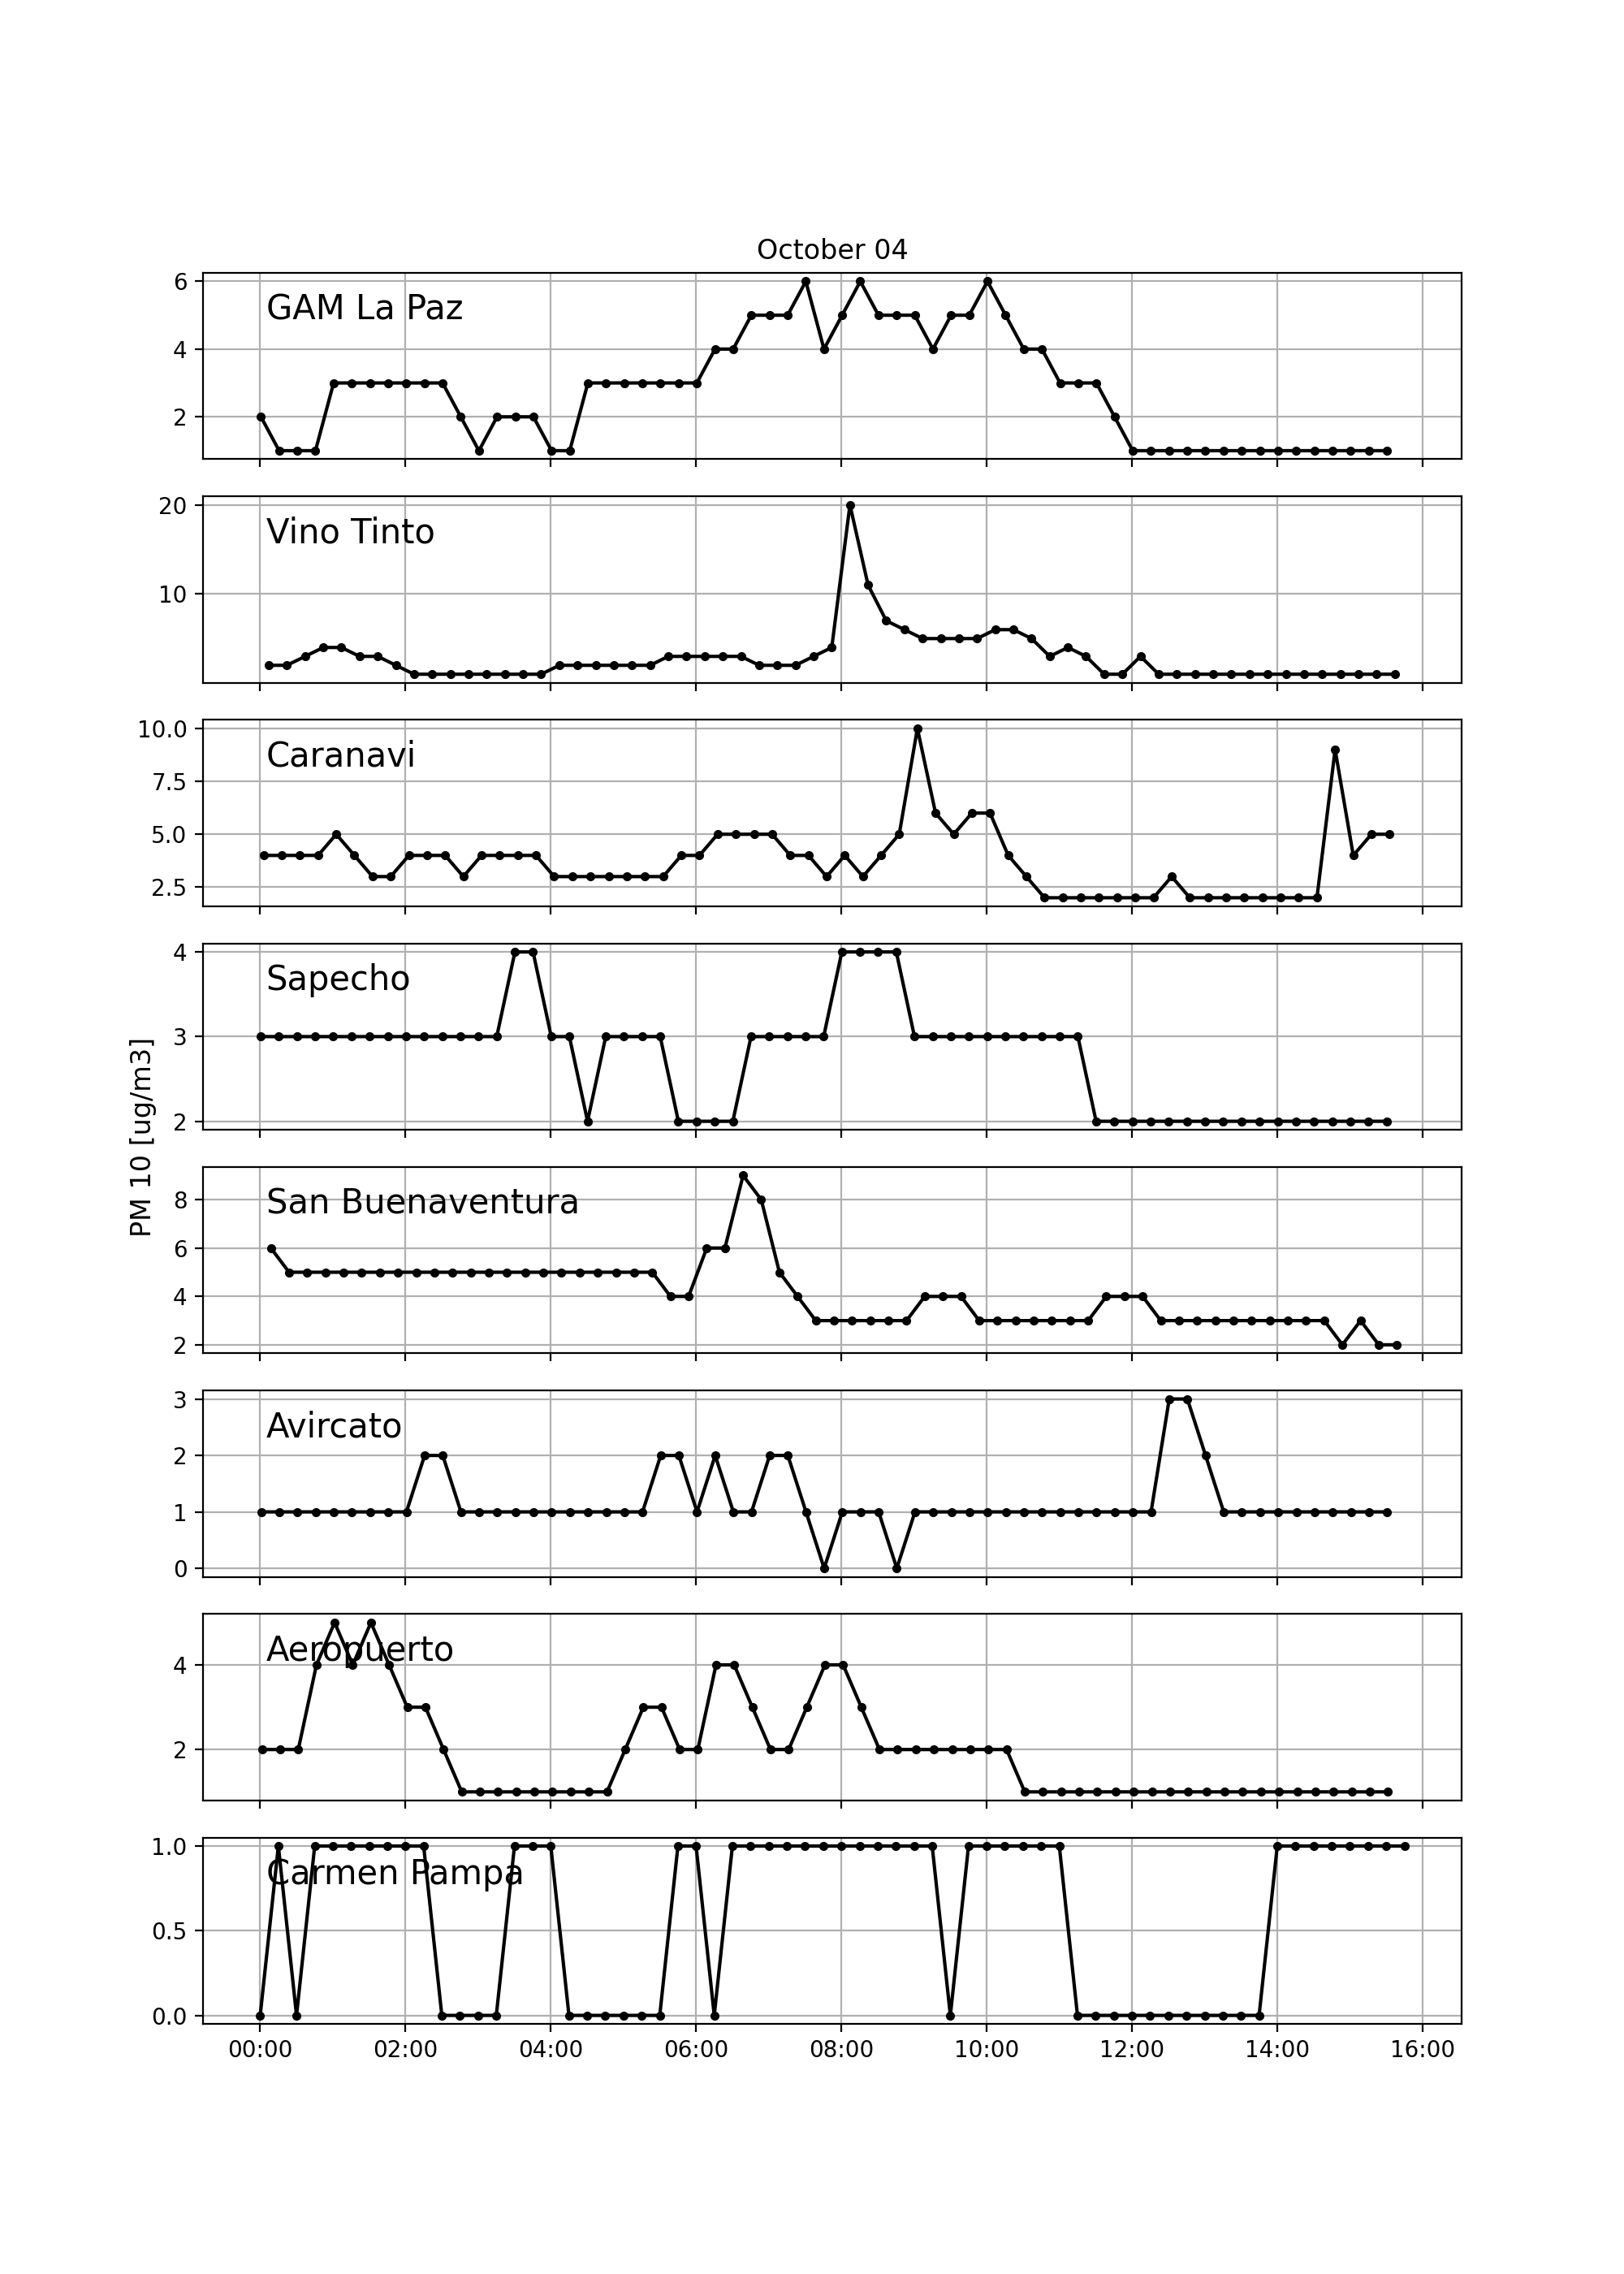 October 04
PM 10 [ug/m3]
6
GAM La Paz
4
2
20
Vino Tinto
10
10.0
Caranavi
7.5
5.0
2.5
4
Sapecho
3
2
8
San Buenaventura
6
4
2
3
Avircato
2
1
0
Aeropuerto
4
2
1.0
Carmen Pampa
0.5
0.0
00:00 02:00 04:00 06:00 08:00 10:00 12:00 14:00 16:00